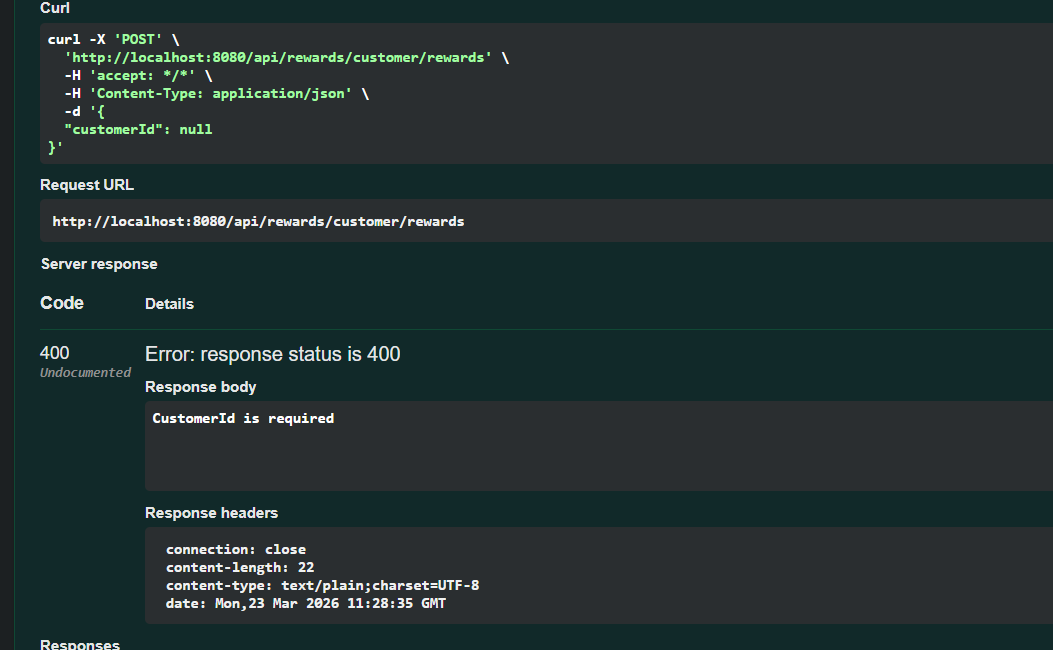 Curl
curl -X 'POST' \
'http://localhost:8080/api/rewards/customer/rewards' \
-H 'accept: */*' \
-H 'Content-Type: application/json' \
-d '{
"customerId": null
}'
Request URL
http://localhost:8080/api/rewards/customer/rewards
Server response
Code Details
400 Error: response status is 400
Undocumented
Response body
CustomerId is required
Response headers
connection: close
content-length: 22
content-type: text/plain;charset=UTF-8
date: Mon,23 Mar 2026 11:28:35 GMT
Responses